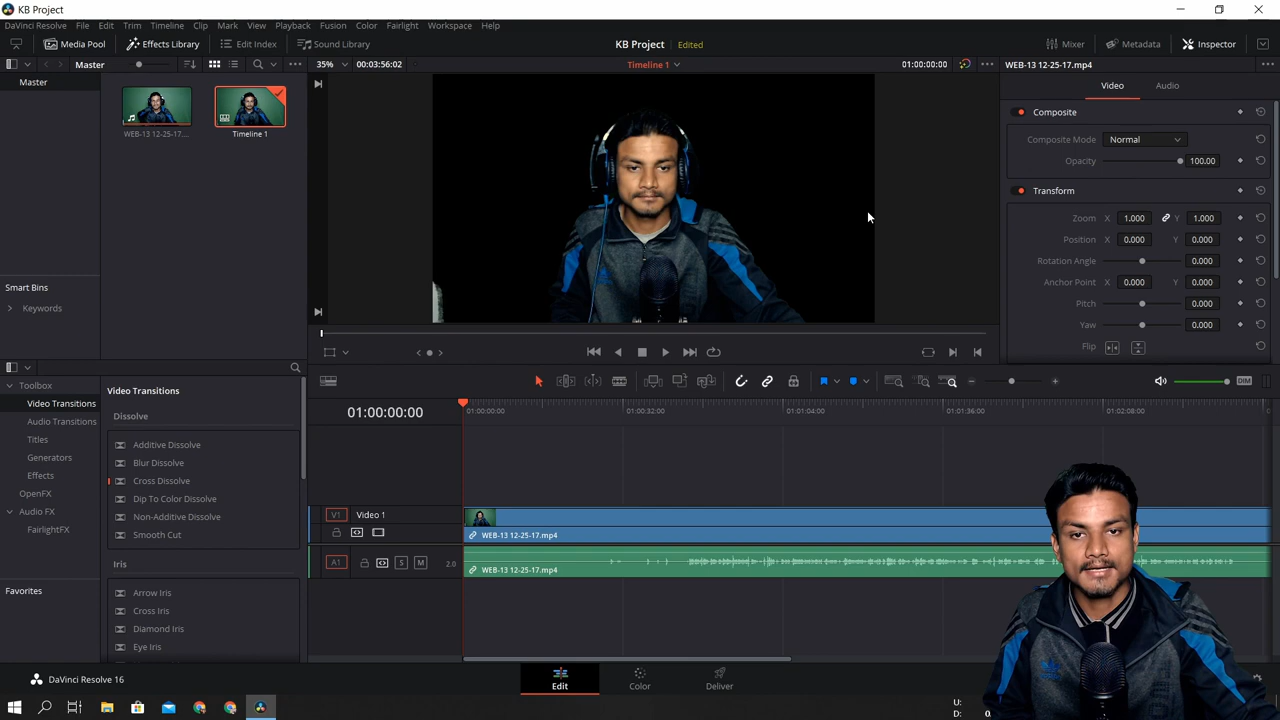 KB Project
DaVinci Resolve File Edit Trim Timeline Clip Mark View Playback Fusion Color Fairlight Workspace Help
Media Pool Effects Library Edit Index Sound Library KB Project Edited Mixer Metadata Inspector
Master 35% 00:03:56:02 Timeline 1 01:00:00:00 WEB-13 12-25-17.mp4
Master
Video Audio
Composite
WEB-13 12-25-17.... Timeline 1
Composite Mode Normal
Opacity 100.00
Transform
Zoom X 1.000 Y 1.000
Position X 0.000 Y 0.000
Rotation Angle 0.000
Anchor Point X 0.000 Y 0.000
Pitch 0.000
Yaw 0.000
Flip
Smart Bins
Keywords
Toolbox
Video Transitions
Audio Transitions
Titles
Generators
Effects
OpenFX
Audio FX
FairlightFX
Favorites
Video Transitions
Dissolve
Additive Dissolve
Blur Dissolve
Cross Dissolve
Dip To Color Dissolve
Non-Additive Dissolve
Smooth Cut
Iris
Arrow Iris
Cross Iris
Diamond Iris
Eye Iris
DIM
01:00:00:00 01:00:00:00 01:00:32:00 01:01:04:00 01:01:36:00 01:02:08:00
V1 Video 1
WEB-13 12-25-17.mp4
A1 S M 2.0
WEB-13 12-25-17.mp4
DaVinci Resolve 16
Edit Color Deliver
U:
D: